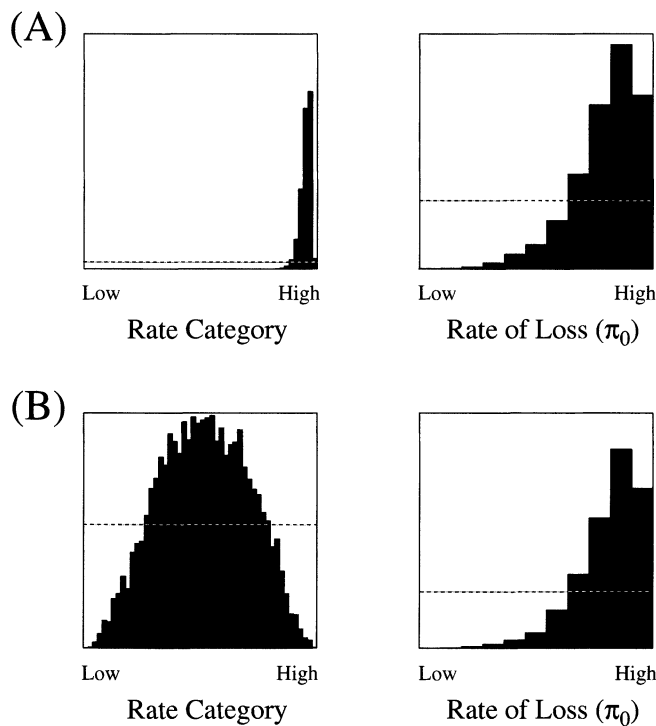 (A)
Low High Low High
Rate Category Rate of Loss (π₀)
(B)
Low High Low High
Rate Category Rate of Loss (π₀)